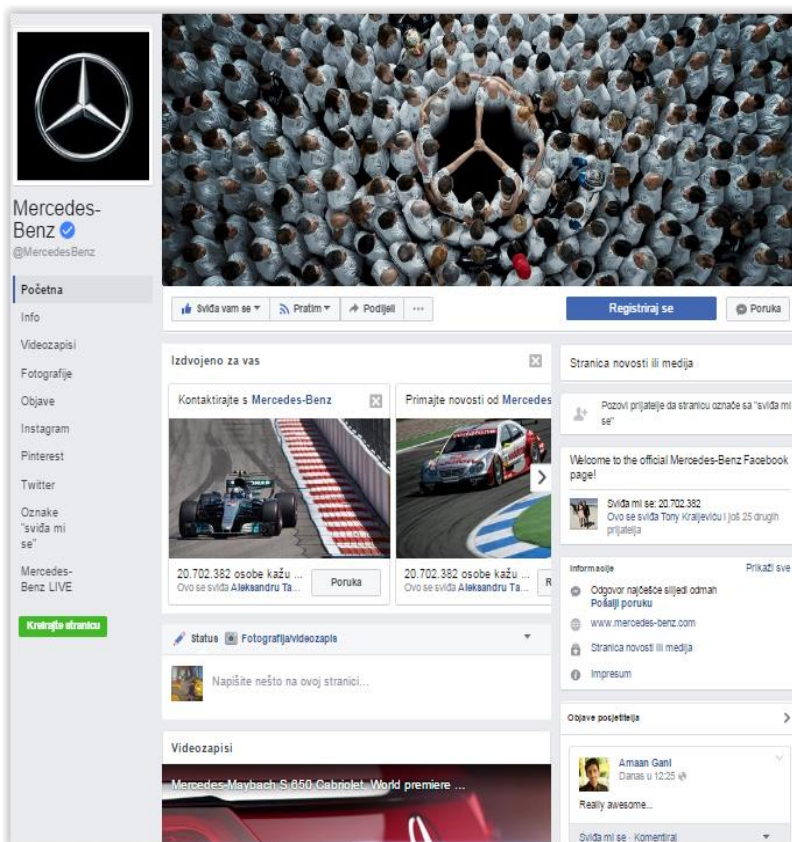 Mercedes-
Benz
@MercedesBenz
Početna
Info
Videozapisi
Fotografije
Objave
Instagram
Pinterest
Twitter
Oznake
"sviđa mi
se"
Mercedes-
Benz LIVE
Kreirajte stranicu
Sviđa vam se
Pratim
Podijeli
Registriraj se
Poruka
Izdvojeno za vas
Kontaktirajte s Mercedes-Benz
20.702.382 osobe kažu ...
Ovo se sviđa Aleksandru Ta...
Poruka
Primajte novosti od Mercedes
20.702.382 osobe kažu ...
Ovo se sviđa Aleksandru Ta...
R
Status
Fotografija/videozapis
Napišite nešto na ovoj stranici...
Videozapisi
Mercedes-Maybach S 650 Cabriolet. World premiere ...
Stranica novosti ili medija
Pozovi prijatelje da stranicu označe sa "sviđa mi
se"
Welcome to the official Mercedes-Benz Facebook
page!
Sviđa mi se: 20.702.382
Ovo se sviđa Tony Kraljeviću i još 25 drugih
prijatelja
Informacije
Prikaži sve
Odgovor najčešće slijedi odmah
Pošalji poruku
www.mercedes-benz.com
Stranica novosti ili medija
Impresum
Objave posjetitelja
Amaan Gani
Danas u 12:25
Really awesome...
Sviđa mi se · Komentiraj